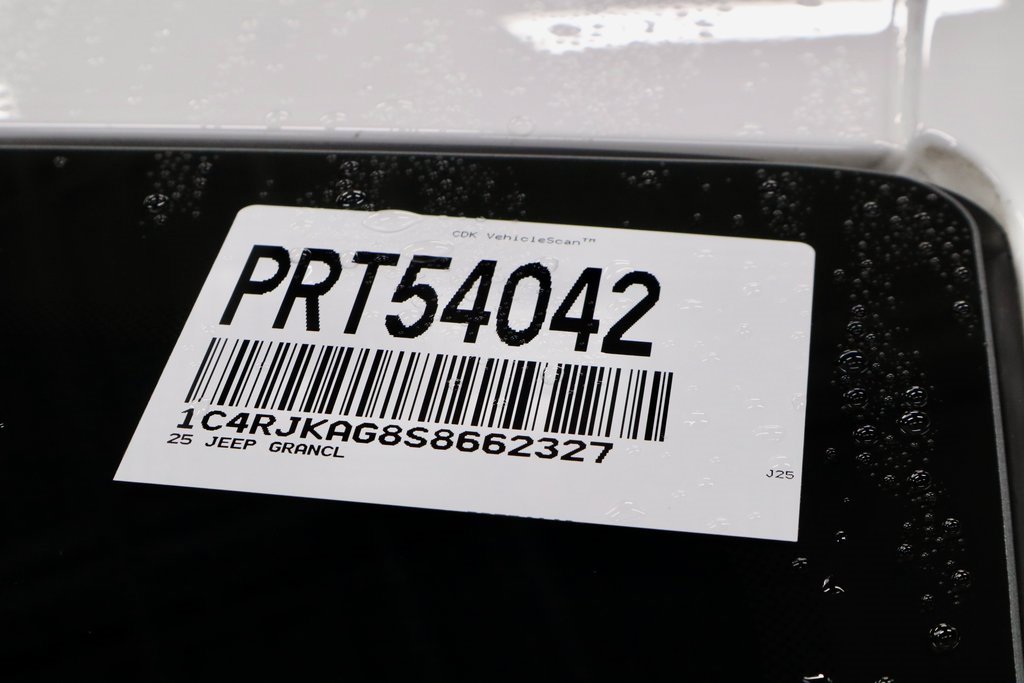 CDK VehicleScan™
PRT54042
1C4RJKAG8S8662327
25 JEEP GRANCL
J25